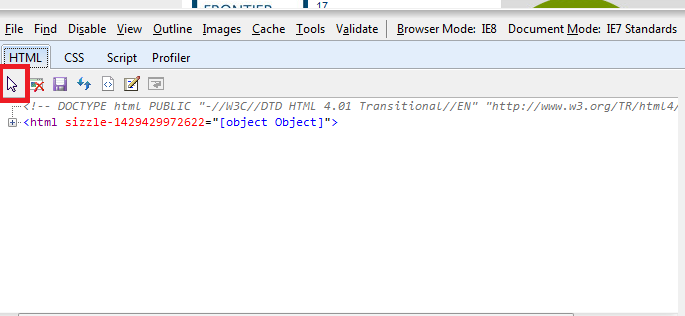 FRONTIER
17
File Find Disable View Outline Images Cache Tools Validate Browser Mode: IE8 Document Mode: IE7 Standards
HTML CSS Script Profiler
<!-- DOCTYPE html PUBLIC "-//W3C//DTD HTML 4.01 Transitional//EN" "http://www.w3.org/TR/html4/
<html sizzle-1429429972622="[object Object]">